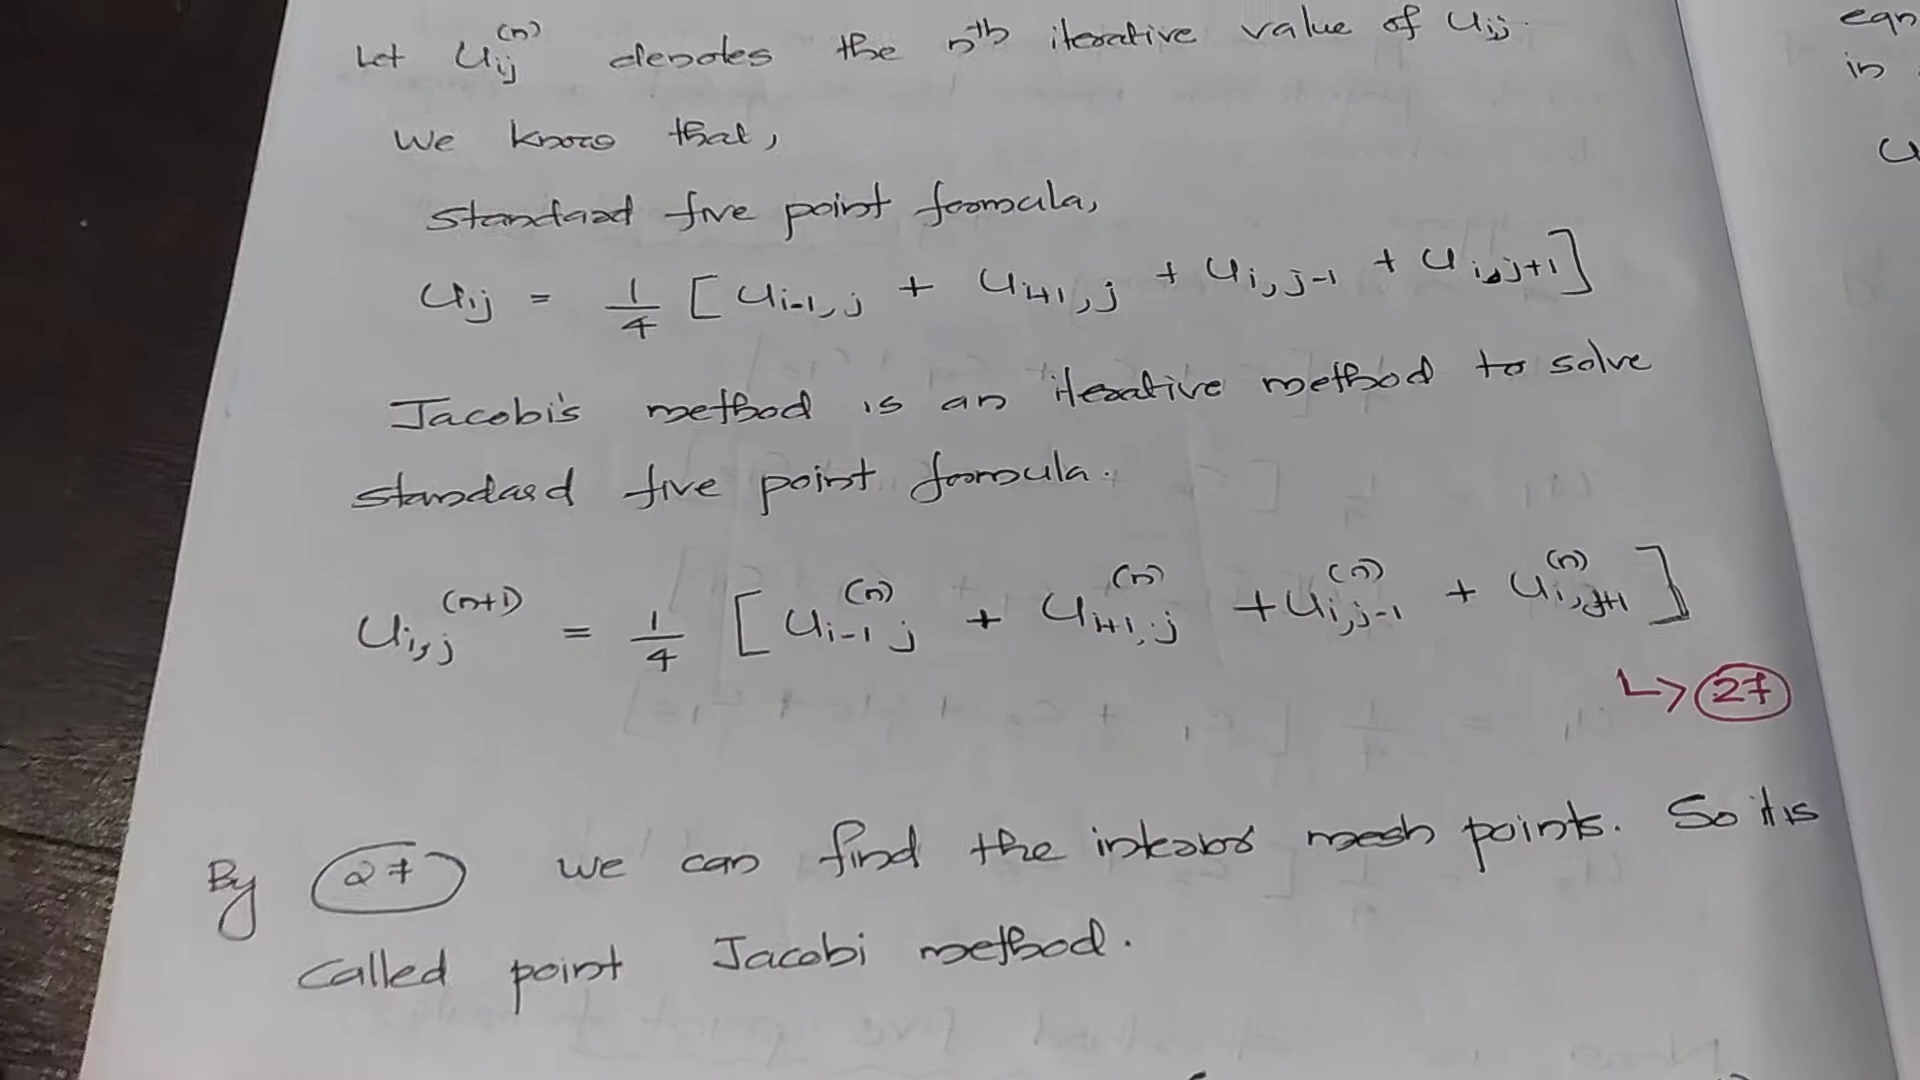 Let u_ij^(n) denotes the nth iterative value of u_ij.
We know that,
standard five point formula,
u_ij = 1/4 [u_i-1,j + u_i+1,j + u_i,j-1 + u_i,j+1]
Jacobi's method is an iterative method to solve
standard five point formula.
u_i,j^(n+1) = 1/4 [u_i-1 j^(n) + u_i+1,j^(n) + u_i,j-1^(n) + u_i,j+1^(n)]
↳ 27
By 27 we can find the interior mesh points. So it is
called point Jacobi method.
eqn
in
u